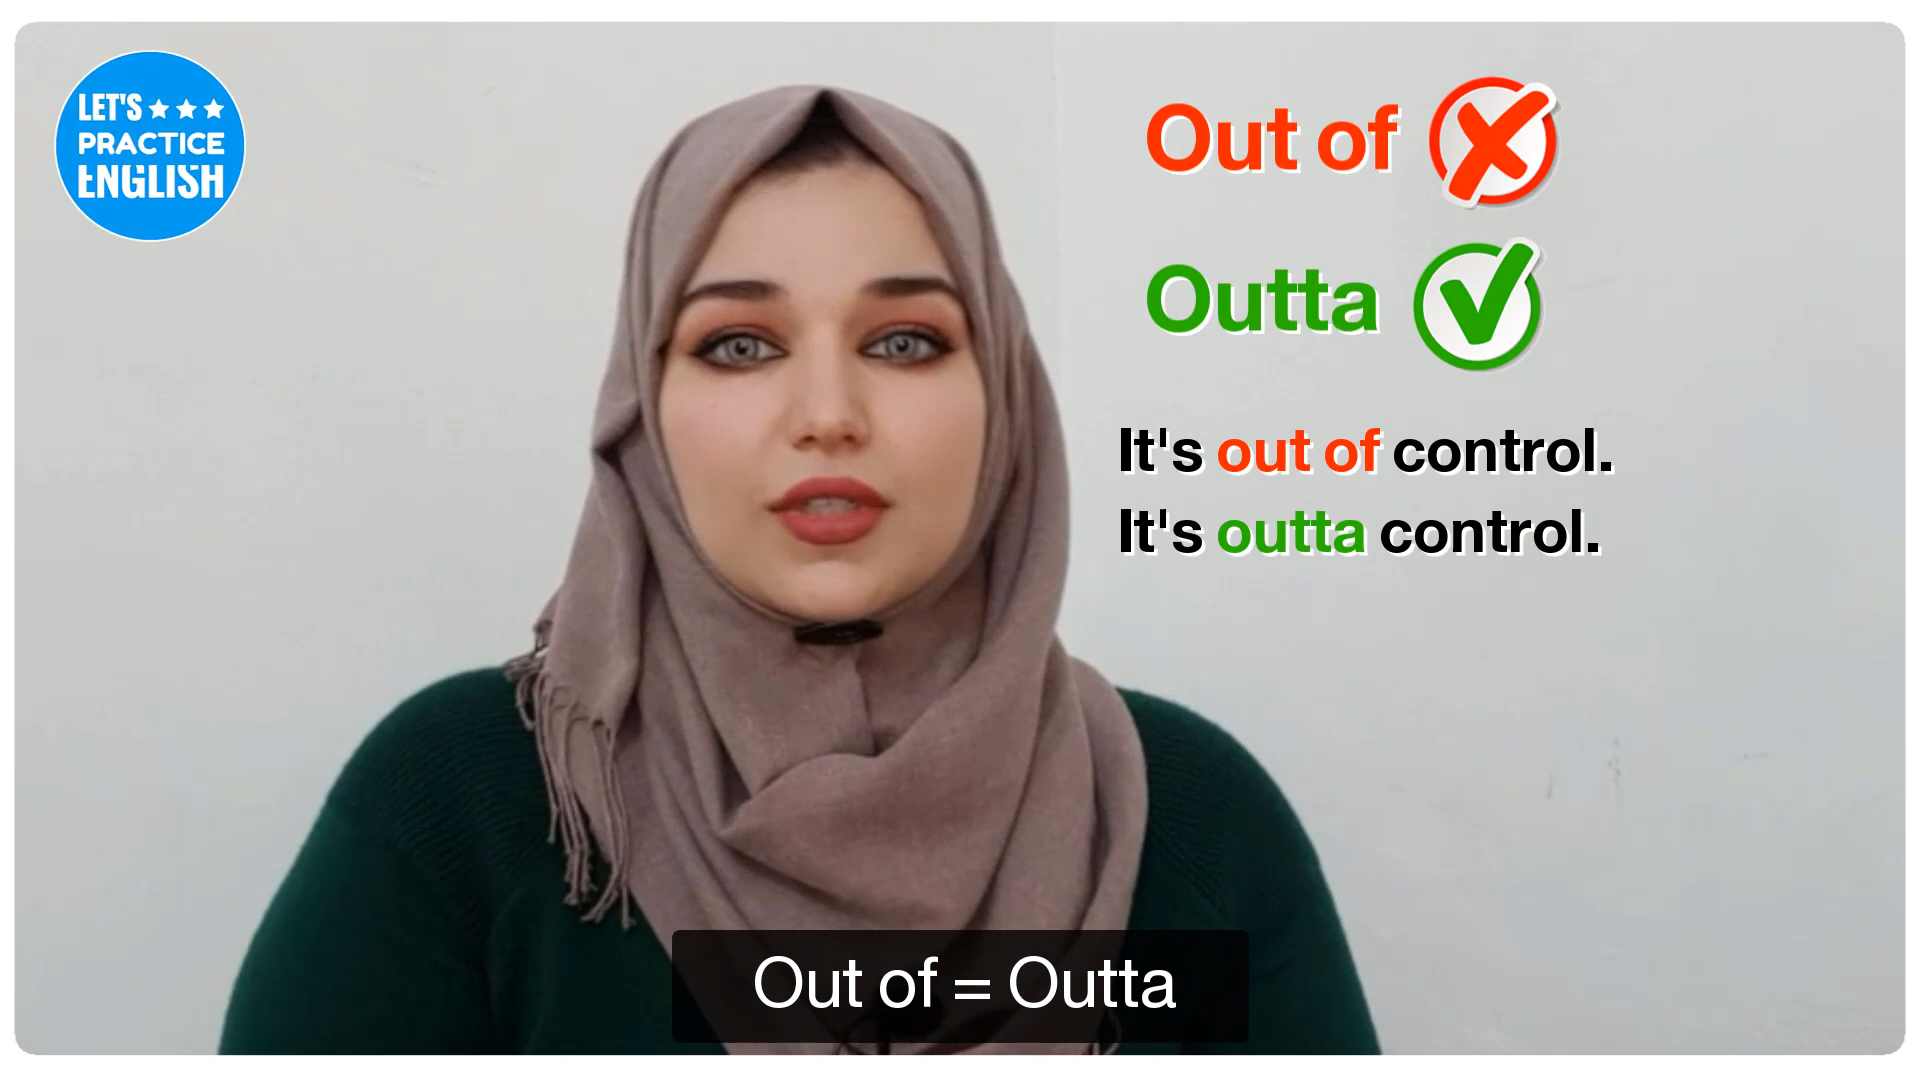 LET'S
PRACTICE
ENGLISH
Out of
Outta
It's out of control.
It's outta control.
Out of = Outta